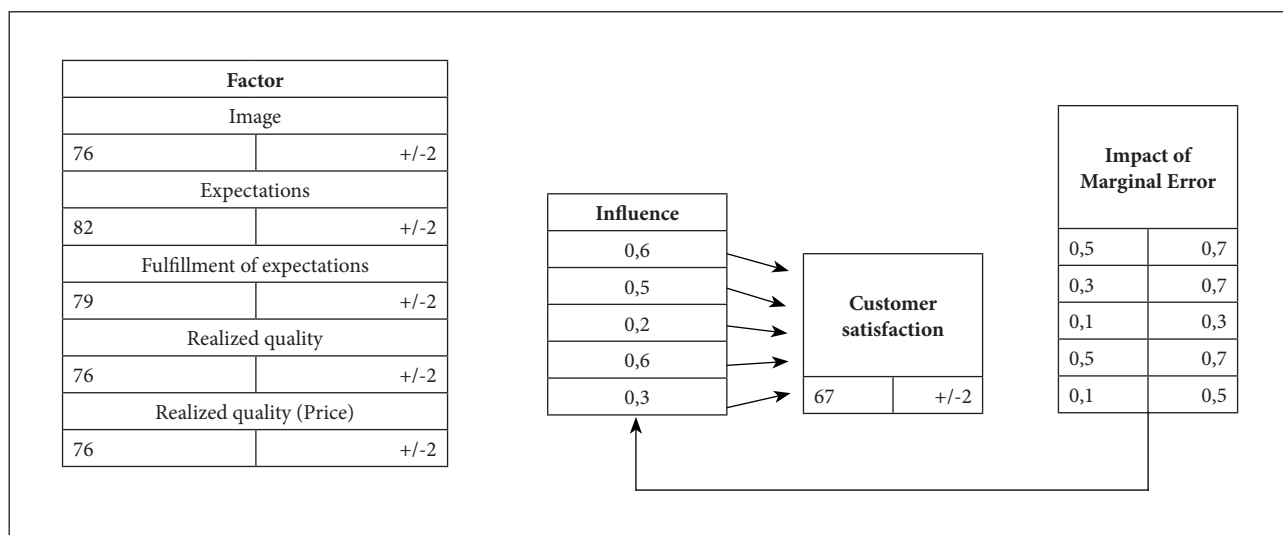 Factor
Image
76 +/-2
Expectations
82 +/-2
Fulfillment of expectations
79 +/-2
Realized quality
76 +/-2
Realized quality (Price)
76 +/-2
Influence
0,6
0,5
0,2
0,6
0,3
Customer
satisfaction
67 +/-2
Impact of
Marginal Error
0,5 0,7
0,3 0,7
0,1 0,3
0,5 0,7
0,1 0,5